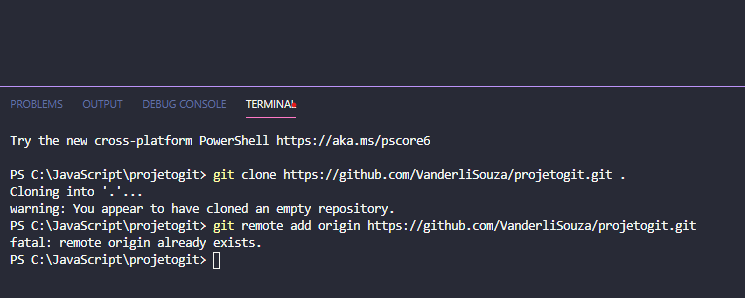 PROBLEMS OUTPUT DEBUG CONSOLE TERMINAL
Try the new cross-platform PowerShell https://aka.ms/pscore6
PS C:\JavaScript\projetogit> git clone https://github.com/VanderliSouza/projetogit.git .
Cloning into '.'...
warning: You appear to have cloned an empty repository.
PS C:\JavaScript\projetogit> git remote add origin https://github.com/VanderliSouza/projetogit.git
fatal: remote origin already exists.
PS C:\JavaScript\projetogit>